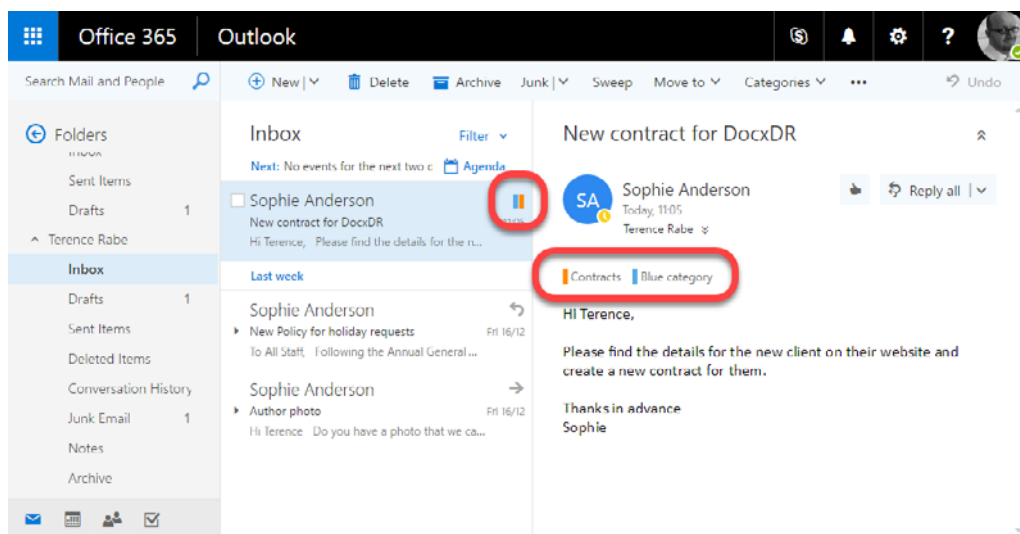 Office 365
Outlook
?
Search Mail and People
New
Delete
Archive
Junk
Sweep
Move to
Categories
...
Undo
Folders
Inbox
Sent Items
Drafts 1
Terence Rabe
Inbox
Drafts 1
Sent Items
Deleted Items
Conversation History
Junk Email 1
Notes
Archive
Inbox
Filter
Next: No events for the next two
Agenda
Sophie Anderson
New contract for DocxDR
Hi Terence, Please find the details for the n...
Last week
Sophie Anderson
New Policy for holiday requests Fri 16/12
To All Staff, Following the Annual General ...
Sophie Anderson
Author photo Fri 16/12
Hi Terence Do you have a photo that we ca...
New contract for DocxDR
SA
Sophie Anderson
Today, 11:05
Terence Rabe
Reply all
Contracts Blue category
Hi Terence,
Please find the details for the new client on their website and
create a new contract for them.
Thanks in advance
Sophie